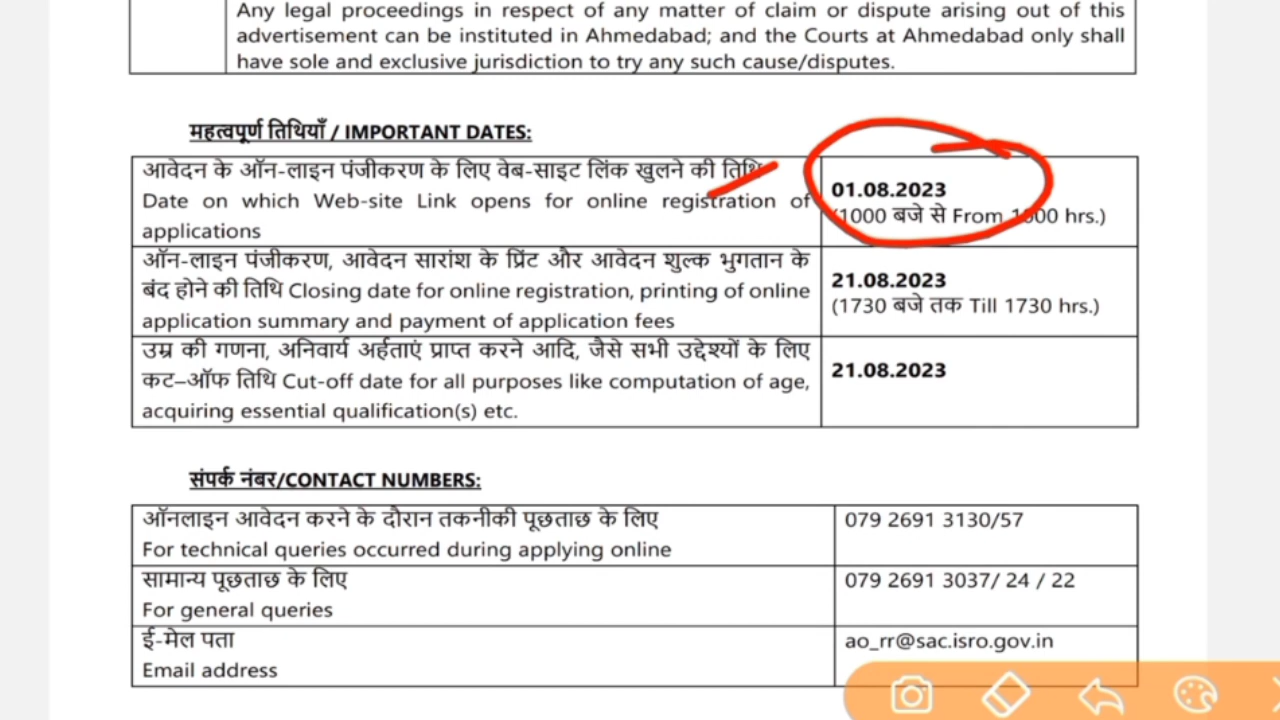 Any legal proceedings in respect of any matter of claim or dispute arising out of this
advertisement can be instituted in Ahmedabad; and the Courts at Ahmedabad only shall
have sole and exclusive jurisdiction to try any such cause/disputes.
महत्वपूर्ण तिथियाँ / IMPORTANT DATES:
आवेदन के ऑन-लाइन पंजीकरण के लिए वेब-साइट लिंक खुलने की तिथि
Date on which Web-site Link opens for online registration of
applications
01.08.2023
(1000 बजे से From 1000 hrs.)
ऑन-लाइन पंजीकरण, आवेदन सारांश के प्रिंट और आवेदन शुल्क भुगतान के
बंद होने की तिथि Closing date for online registration, printing of online
application summary and payment of application fees
21.08.2023
(1730 बजे तक Till 1730 hrs.)
उम्र की गणना, अनिवार्य अर्हताएं प्राप्त करने आदि, जैसे सभी उद्देश्यों के लिए
कट–ऑफ तिथि Cut-off date for all purposes like computation of age,
acquiring essential qualification(s) etc.
21.08.2023
संपर्क नंबर/CONTACT NUMBERS:
ऑनलाइन आवेदन करने के दौरान तकनीकी पूछताछ के लिए
For technical queries occurred during applying online
079 2691 3130/57
सामान्य पूछताछ के लिए
For general queries
079 2691 3037/ 24 / 22
ई-मेल पता
Email address
ao_rr@sac.isro.gov.in